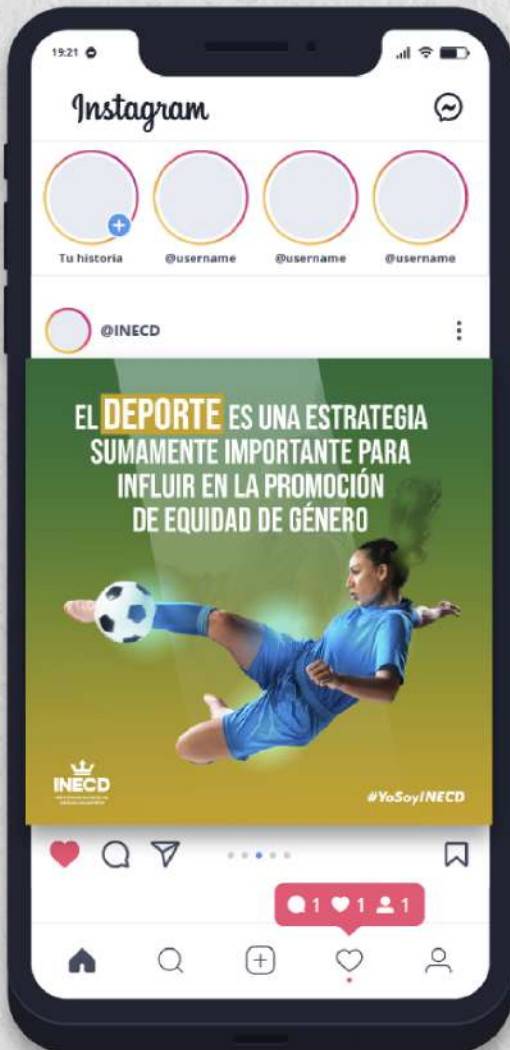 19:21
Instagram
Tu historia
@username
@username
@username
@INECD
EL DEPORTE ES UNA ESTRATEGIA
SUMAMENTE IMPORTANTE PARA
INFLUIR EN LA PROMOCIÓN
DE EQUIDAD DE GÉNERO
INECD
#YoSoyINECD
1 1 1